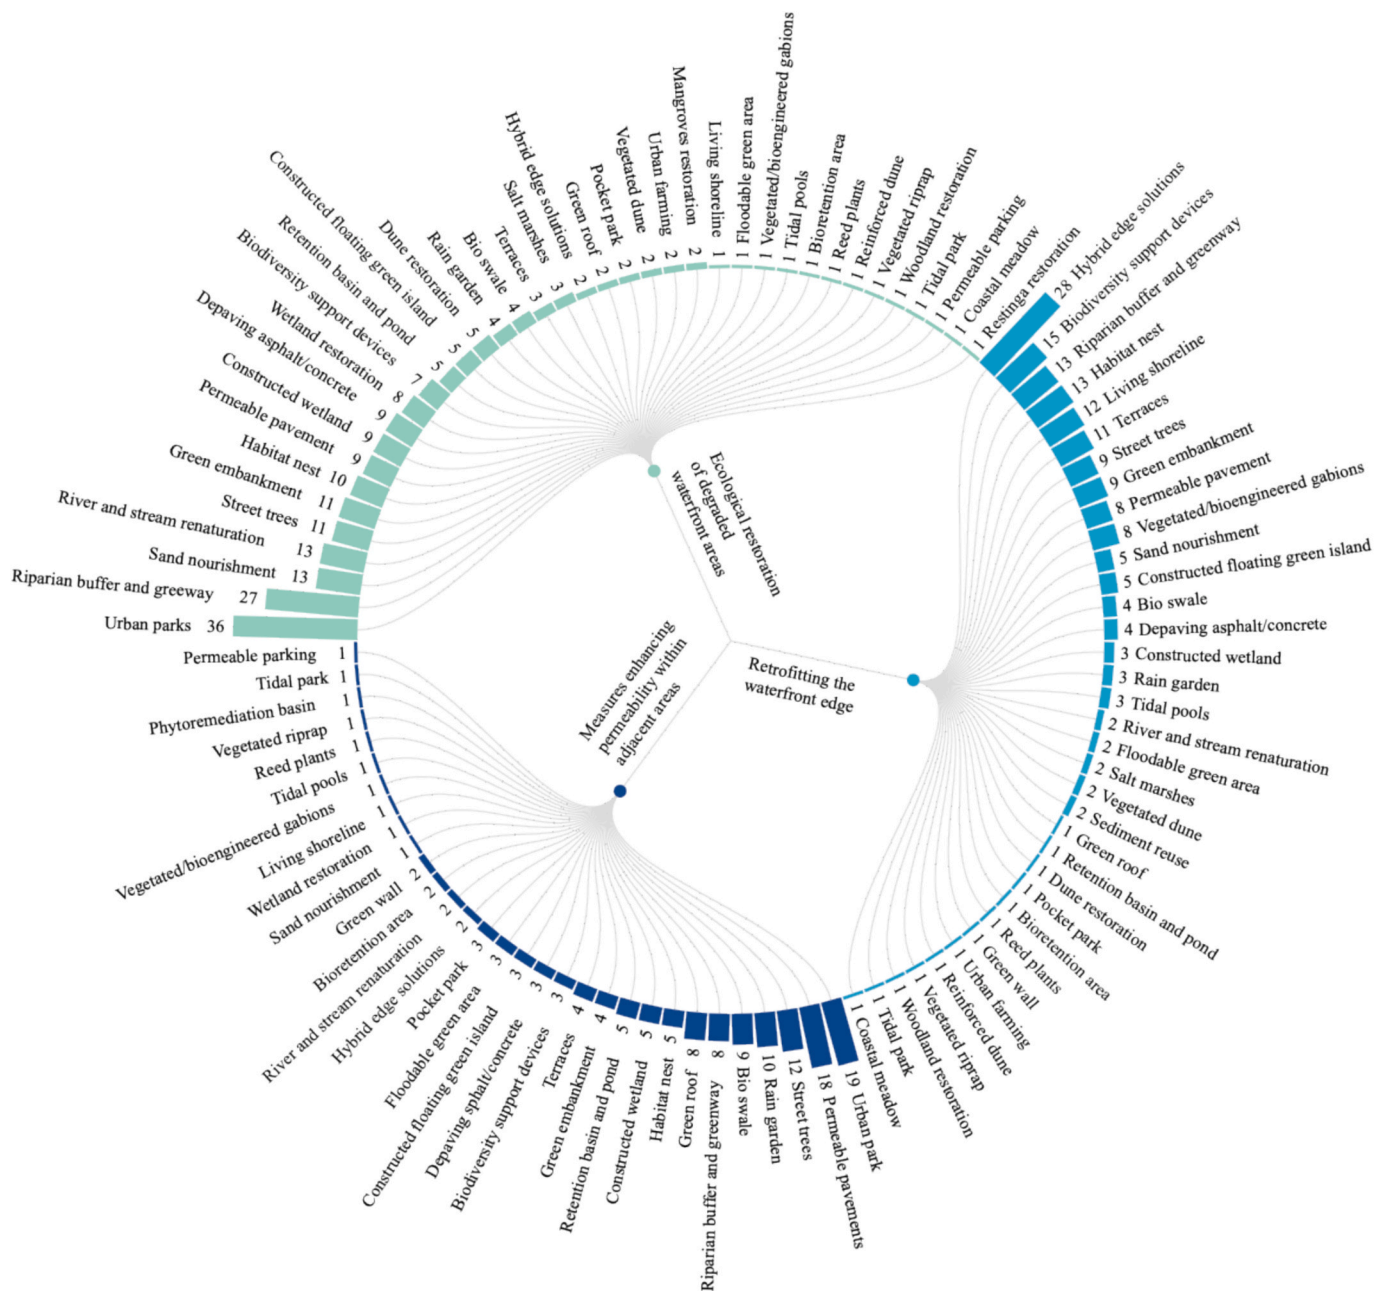 Urban parks 36
Riparian buffer and greeway 27
Sand nourishment 13
River and stream renaturation 13
Street trees 11
Green embankment 11
Habitat nest 10
Permeable pavement 9
Constructed wetland 9
Depaving asphalt/concrete 9
Wetland restoration 8
Biodiversity support devices 7
Retention basin and pond 5
Constructed floating green island 5
Dune restoration 5
Rain garden 4
Bio swale 4
Terraces 3
Salt marshes 3
Hybrid edge solutions 2
Green roof 2
Pocket park 2
Vegetated dune 2
Urban farming 2
Mangroves restoration 2
1 Living shoreline
1 Floodable green area
1 Vegetated/bioengineered gabions
1 Tidal pools
1 Bioretention area
1 Reed plants
1 Reinforced dune
1 Vegetated riprap
1 Woodland restoration
1 Tidal park
1 Permeable parking
1 Coastal meadow
1 Restinga restoration
28 Hybrid edge solutions
15 Biodiversity support devices
13 Riparian buffer and greenway
13 Habitat nest
12 Living shoreline
11 Terraces
9 Street trees
9 Green embankment
8 Permeable pavement
8 Vegetated/bioengineered gabions
5 Sand nourishment
5 Constructed floating green island
4 Bio swale
4 Depaving asphalt/concrete
3 Constructed wetland
3 Rain garden
3 Tidal pools
2 River and stream renaturation
2 Floodable green area
2 Salt marshes
2 Vegetated dune
2 Sediment reuse
1 Green roof
1 Retention basin and pond
1 Dune restoration
1 Pocket park
1 Bioretention area
1 Reed plants
1 Green wall
1 Urban farming
1 Reinforced dune
1 Vegetated riprap
1 Woodland restoration
1 Tidal park
1 Coastal meadow
19 Urban park
18 Permeable pavements
12 Street trees
10 Rain garden
9 Bio swale
8 Riparian buffer and greenway
8 Green roof
5 Habitat nest
5 Constructed wetland
5 Retention basin and pond
4 Green embankment
4 Terraces
3 Biodiversity support devices
3 Depaving sphalt/concrete
3 Constructed floating green island
3 Floodable green area
3 Pocket park
2 Hybrid edge solutions
2 River and stream renaturation
2 Bioretention area
2 Green wall
Sand nourishment 1
Wetland restoration 1
Living shoreline 1
Vegetated/bioengineered gabions 1
Tidal pools 1
Reed plants 1
Vegetated riprap 1
Phytoremediation basin 1
Tidal park 1
Permeable parking 1
Ecological restoration
of degraded
waterfront areas
Retrofitting the
waterfront edge
Measures enhancing
permeability within
adjacent areas